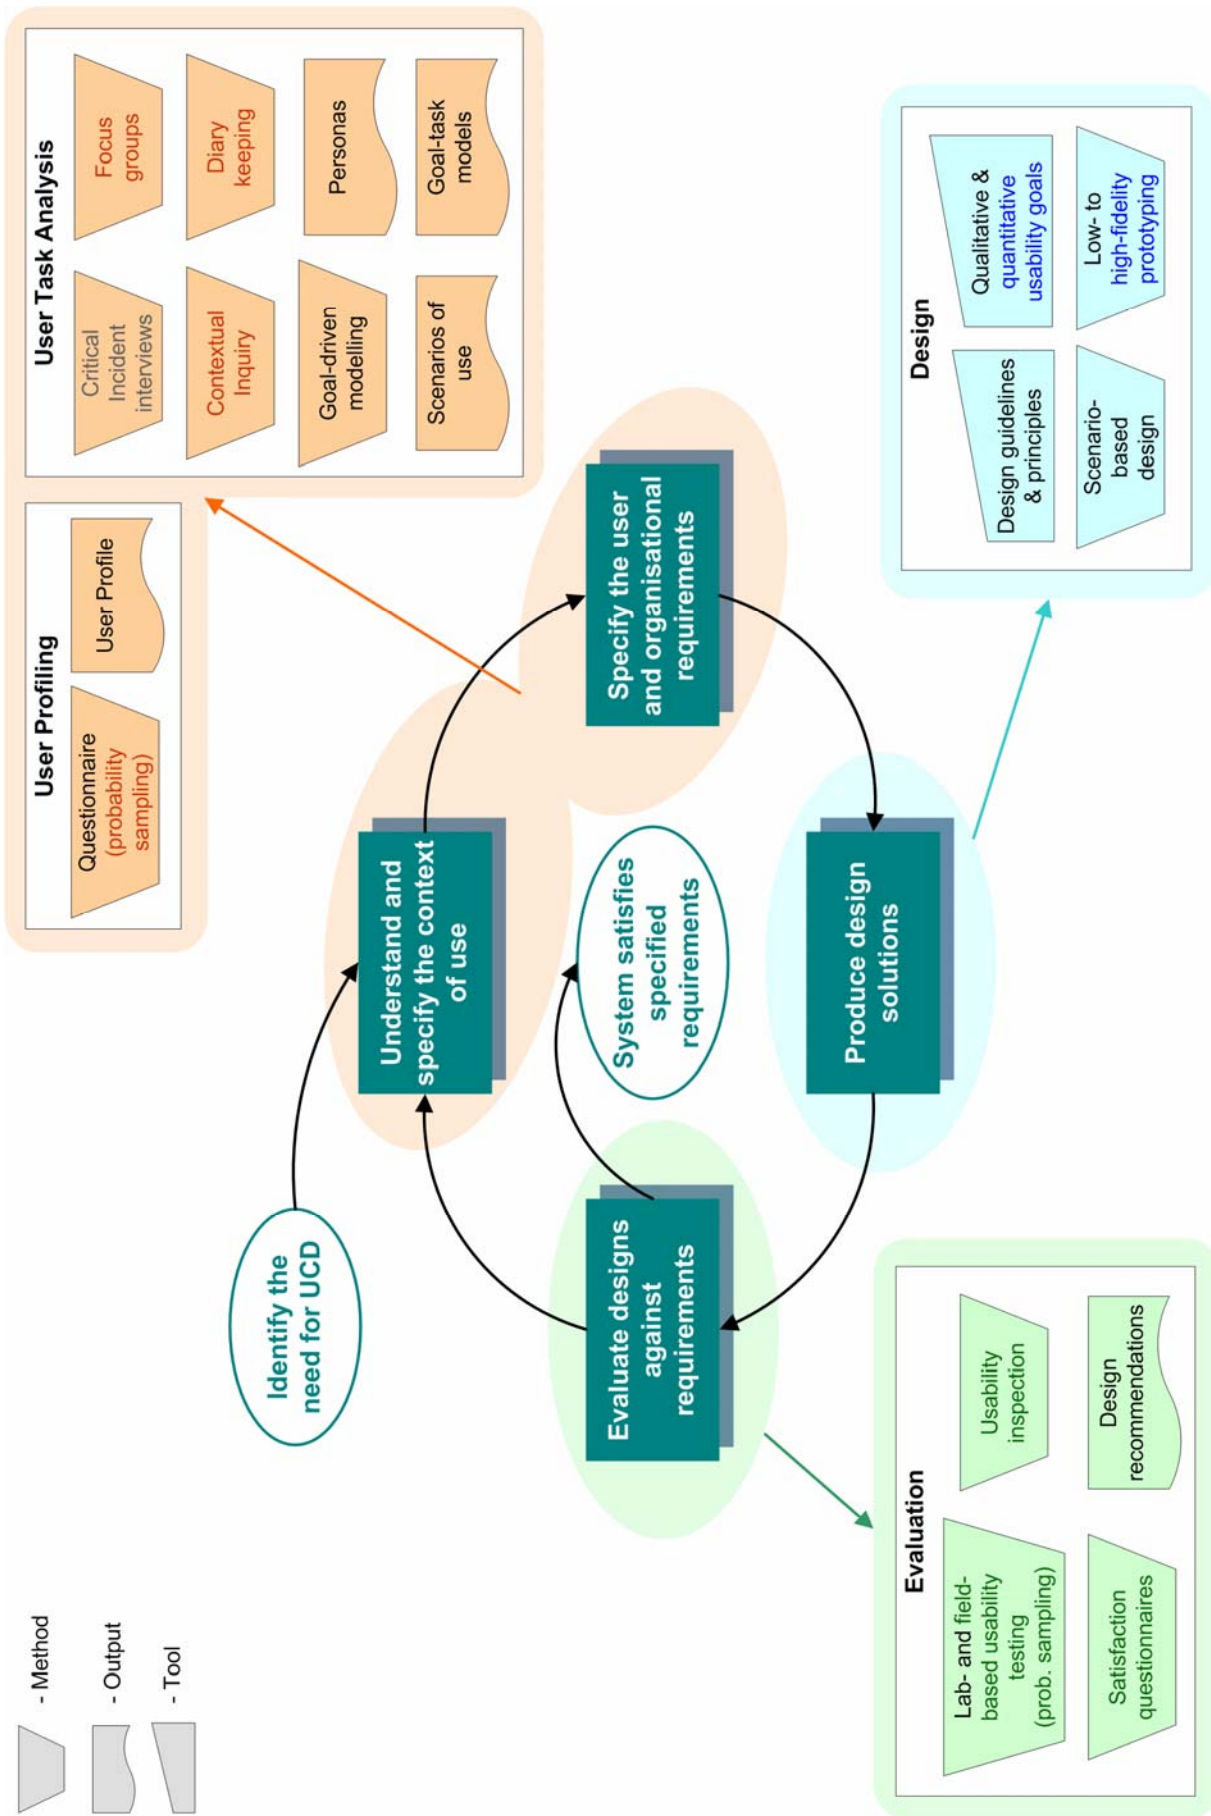 - Method
- Output
- Tool
User Profiling
Questionnaire
(probability
sampling)
User Profile
User Task Analysis
Critical
Incident
interviews
Focus
groups
Contextual
Inquiry
Diary
keeping
Goal-driven
modelling
Personas
Scenarios of
use
Goal-task
models
Identify the
need for UCD
Understand and
specify the context
of use
Specify the user
and organisational
requirements
System satisfies
specified
requirements
Evaluate designs
against
requirements
Produce design
solutions
Evaluation
Lab- and field-
based usability
testing
(prob. sampling)
Usability
inspection
Satisfaction
questionnaires
Design
recommendations
Design
Design guidelines
& principles
Qualitative &
quantitative
usability goals
Scenario-
based
design
Low- to
high-fidelity
prototyping